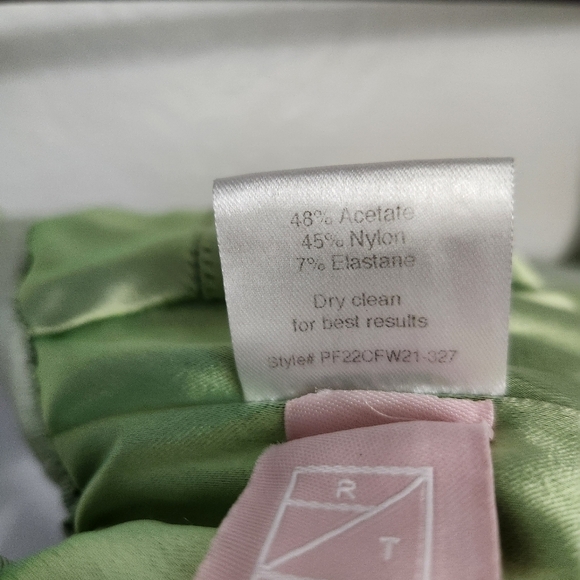 48% Acetate
45% Nylon
7% Elastane
Dry clean
for best results
Style# PF22CFW21-327
R
T